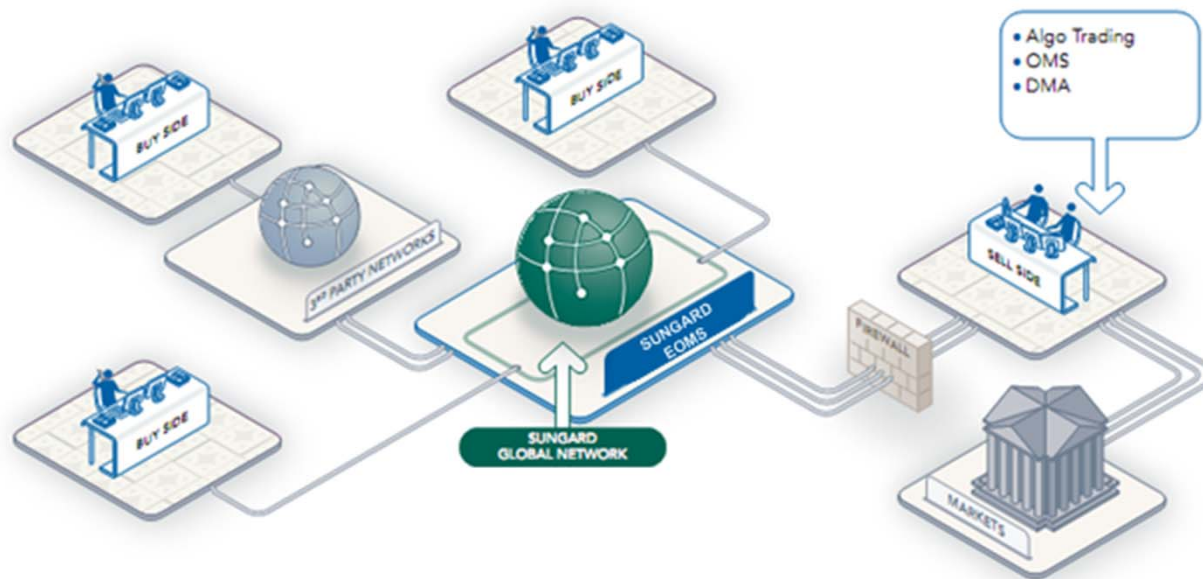 BUY SIDE
BUY SIDE
• Algo Trading
• OMS
• DMA
3RD PARTY NETWORKS
SELL SIDE
SUNGARD
EOMS
FIREWALL
BUY SIDE
SUNGARD
GLOBAL NETWORK
MARKETS